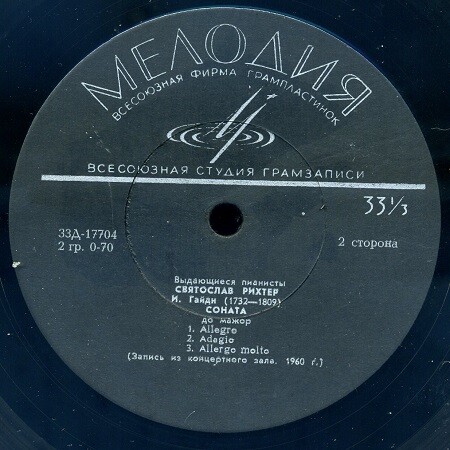 МЕЛОДИЯ
ВСЕСОЮЗНАЯ ФИРМА ГРАМПЛАСТИНОК
ВСЕСОЮЗНАЯ СТУДИЯ ГРАМЗАПИСИ
33⅓
33Д-17704
2 гр. 0-70
2 сторона
Выдающиеся пианисты
СВЯТОСЛАВ РИХТЕР
И. Гайдн (1732—1809)
СОНАТА
до мажор
1. Allegro
2. Adagio
3. Allergo molto
(Запись из концертного зала. 1960 г.)